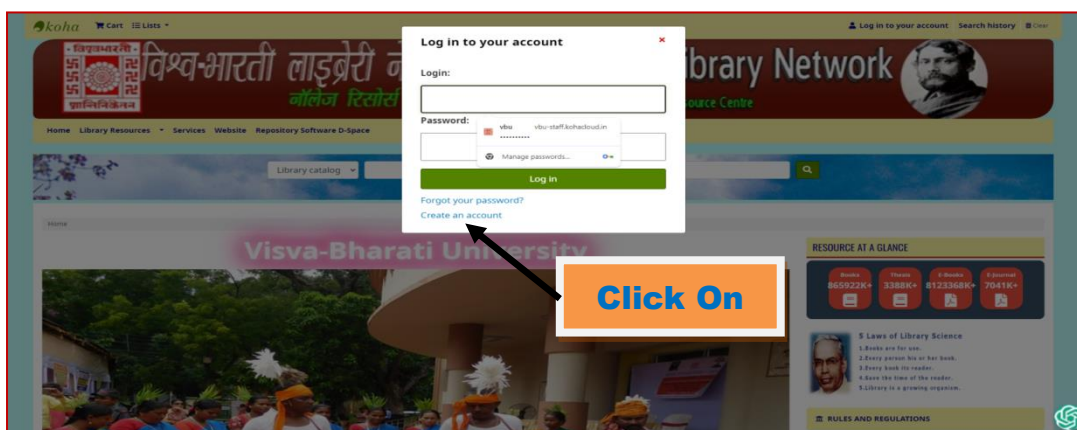 koha Cart Lists Log in to your account Search history Clear
विश्व-भारती लाइब्रेरी
ibrary Network
नॉलेज रिसोर्स
source Centre
Home Library Resources Services Website Repository Software D-Space
Library catalog
Log in to your account
Login:
Password:
vbu vbu-staff.kohacloud.in
Manage passwords...
Log in
Forgot your password?
Create an account
Home
Visva-Bharati University
Click On
RESOURCE AT A GLANCE
Books Thesis E-Books E-Journal
865922K+ 3388K+ 8123368K+ 7041K+
5 Laws of Library Science
1.Books are for use.
2.Every person his or her book.
3.Every book its reader.
4.Save the time of the reader.
5.Library is a growing organism.
RULES AND REGULATIONS